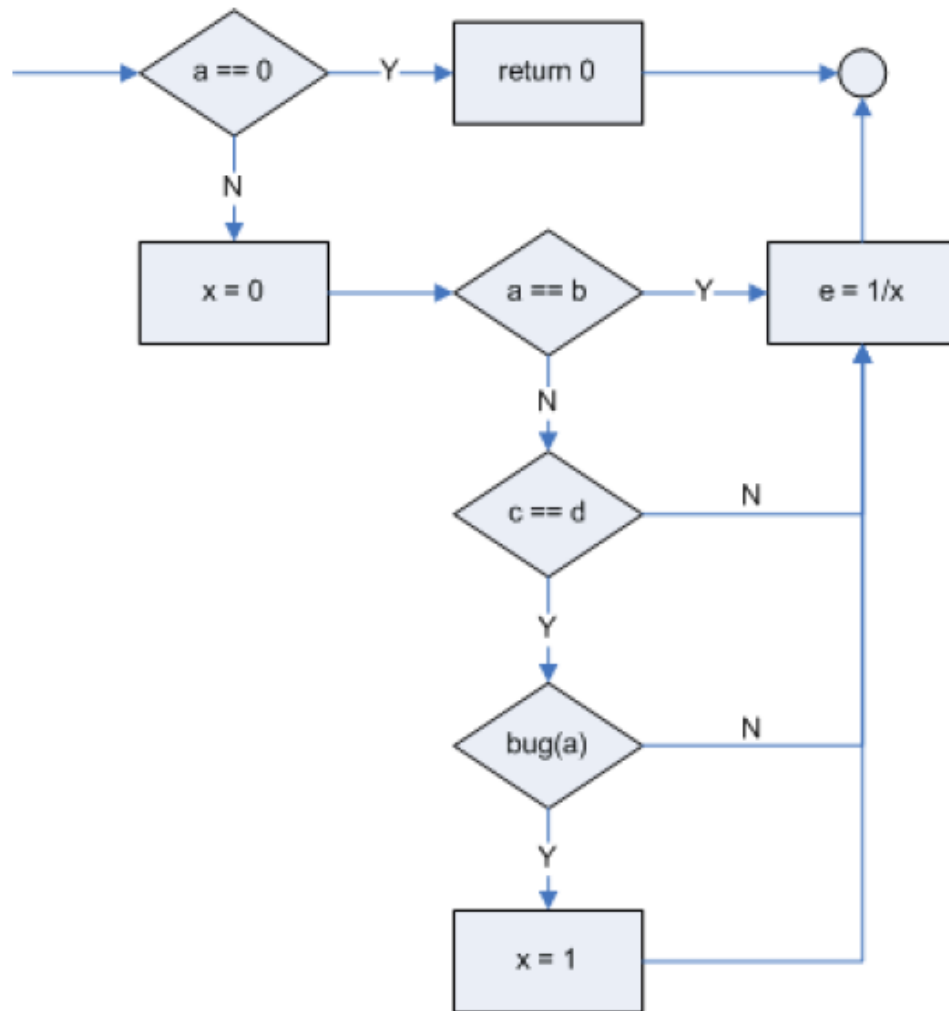 a == 0
Y
return 0
N
x = 0
a == b
Y
e = 1/x
N
c == d
N
Y
bug(a)
N
Y
x = 1